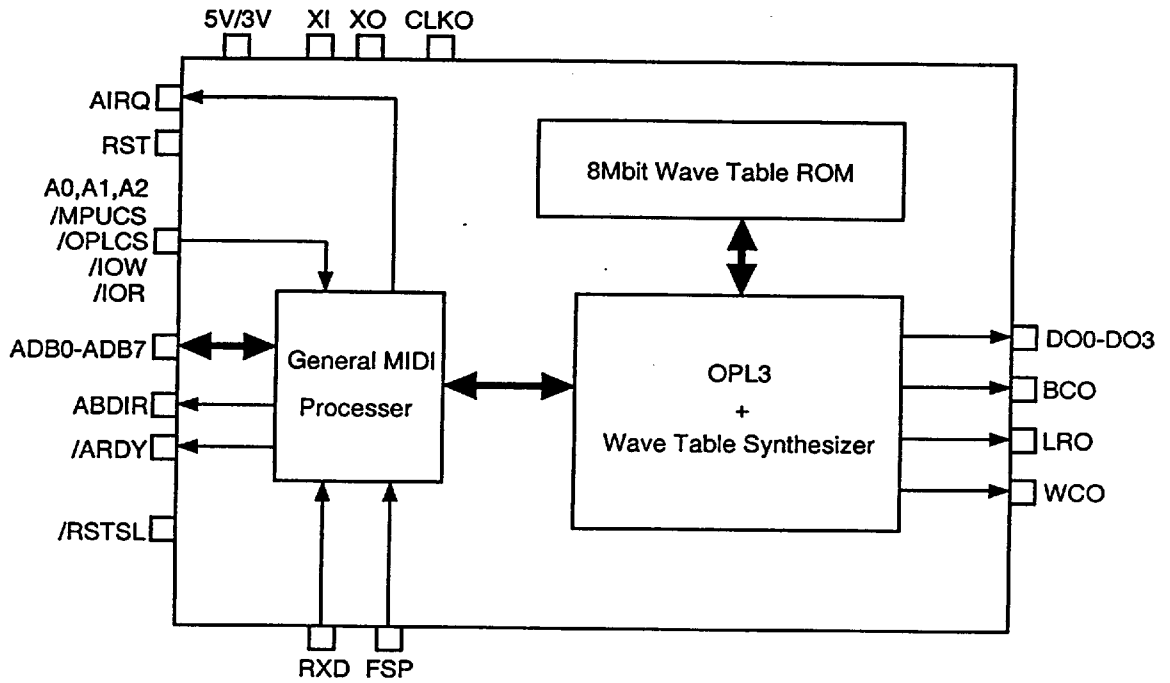 5V/3V XI XO CLKO
AIRQ
RST
A0,A1,A2
/MPUCS
/OPLCS
/IOW
/IOR
ADB0-ADB7
ABDIR
/ARDY
/RSTSL
8Mbit Wave Table ROM
General MIDI
Processer
OPL3
+
Wave Table Synthesizer
DO0-DO3
BCO
LRO
WCO
RXD FSP